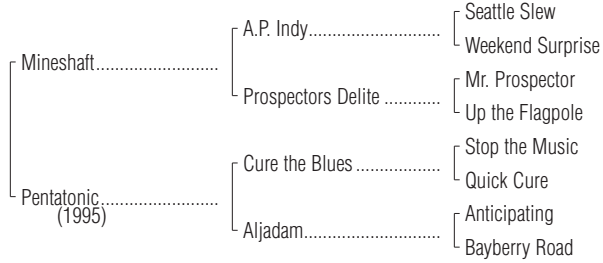 Seattle Slew
A.P. Indy..............................
Weekend Surprise
Mineshaft............................
Mr. Prospector
Prospectors Delite .............
Up the Flagpole
Stop the Music
Cure the Blues ...................
Quick Cure
Pentatonic...........................
(1995)
Anticipating
Aljadam...............................
Bayberry Road